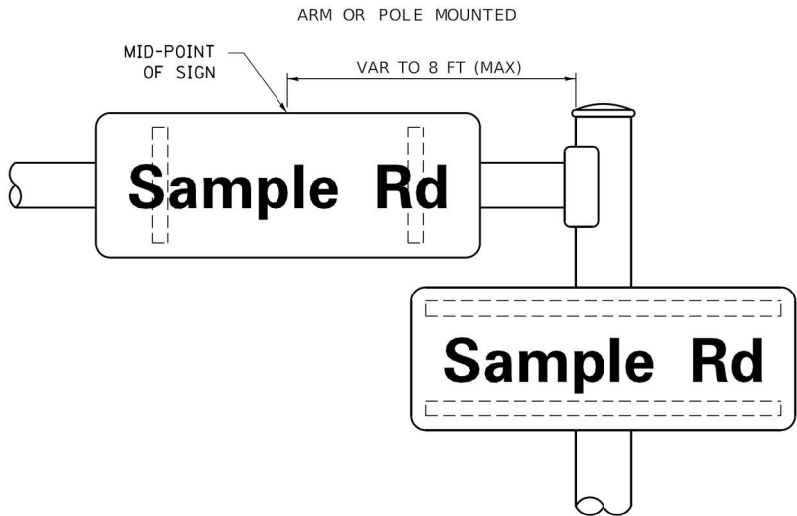 ARM OR POLE MOUNTED
MID-POINT
OF SIGN
VAR TO 8 FT (MAX)
Sample Rd
Sample Rd